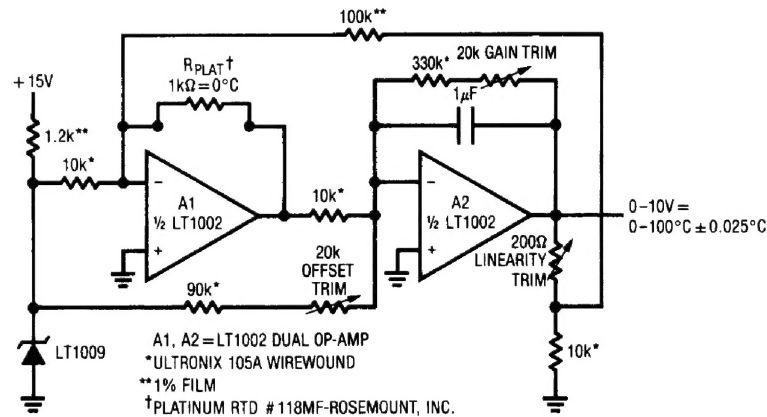 100k**
20k GAIN TRIM
330k*
RPLAT†
1kΩ=0°C
1μF
+15V
1.2k**
10k*
−
A1
½ LT1002
+
10k*
−
A2
½ LT1002
+
0–10V=
0–100°C±0.025°C
200Ω
LINEARITY
TRIM
20k
OFFSET
TRIM
90k*
10k*
LT1009
A1, A2=LT1002 DUAL OP-AMP
*ULTRONIX 105A WIREWOUND
**1% FILM
†PLATINUM RTD #118MF-ROSEMOUNT, INC.